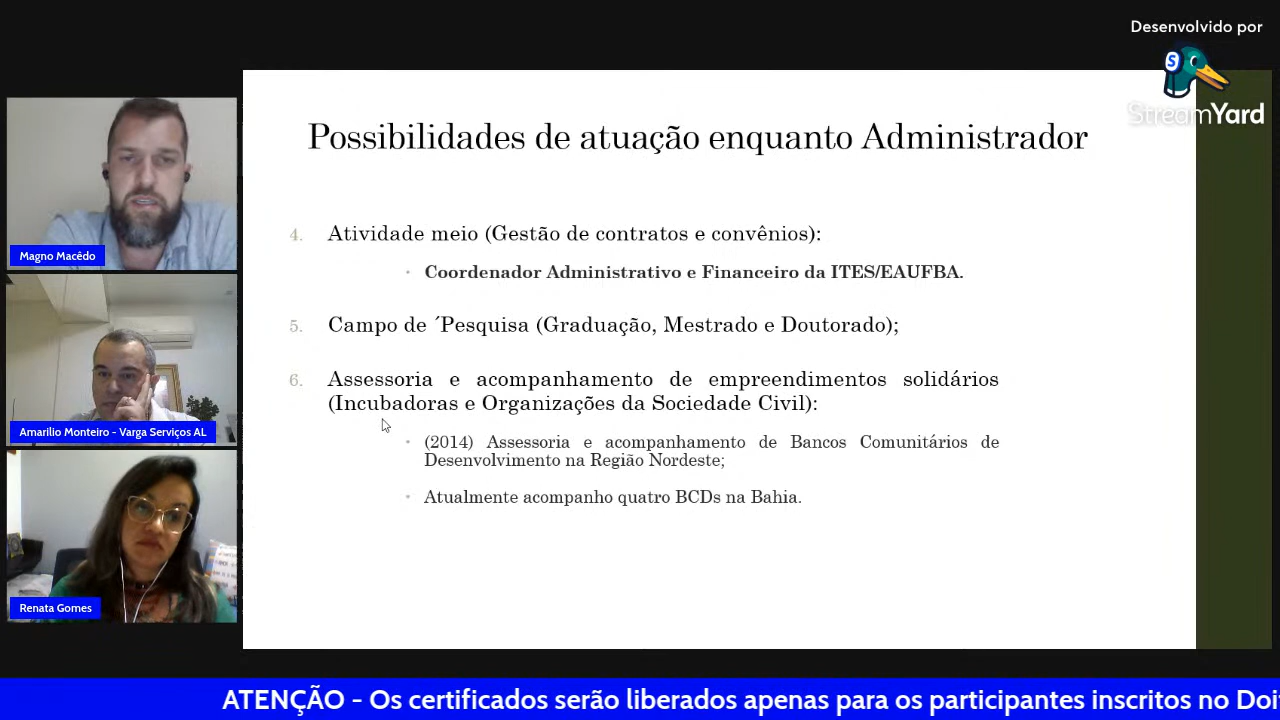 Desenvolvido por
StreamYard
Possibilidades de atuação enquanto Administrador
4. Atividade meio (Gestão de contratos e convênios):
• Coordenador Administrativo e Financeiro da ITES/EAUFBA.
5. Campo de ´Pesquisa (Graduação, Mestrado e Doutorado);
6. Assessoria e acompanhamento de empreendimentos solidários
(Incubadoras e Organizações da Sociedade Civil):
• (2014) Assessoria e acompanhamento de Bancos Comunitários de
Desenvolvimento na Região Nordeste;
• Atualmente acompanho quatro BCDs na Bahia.
Magno Macêdo
Amarilio Monteiro - Varga Serviços AL
Renata Gomes
ATENÇÃO - Os certificados serão liberados apenas para os participantes inscritos no Doi